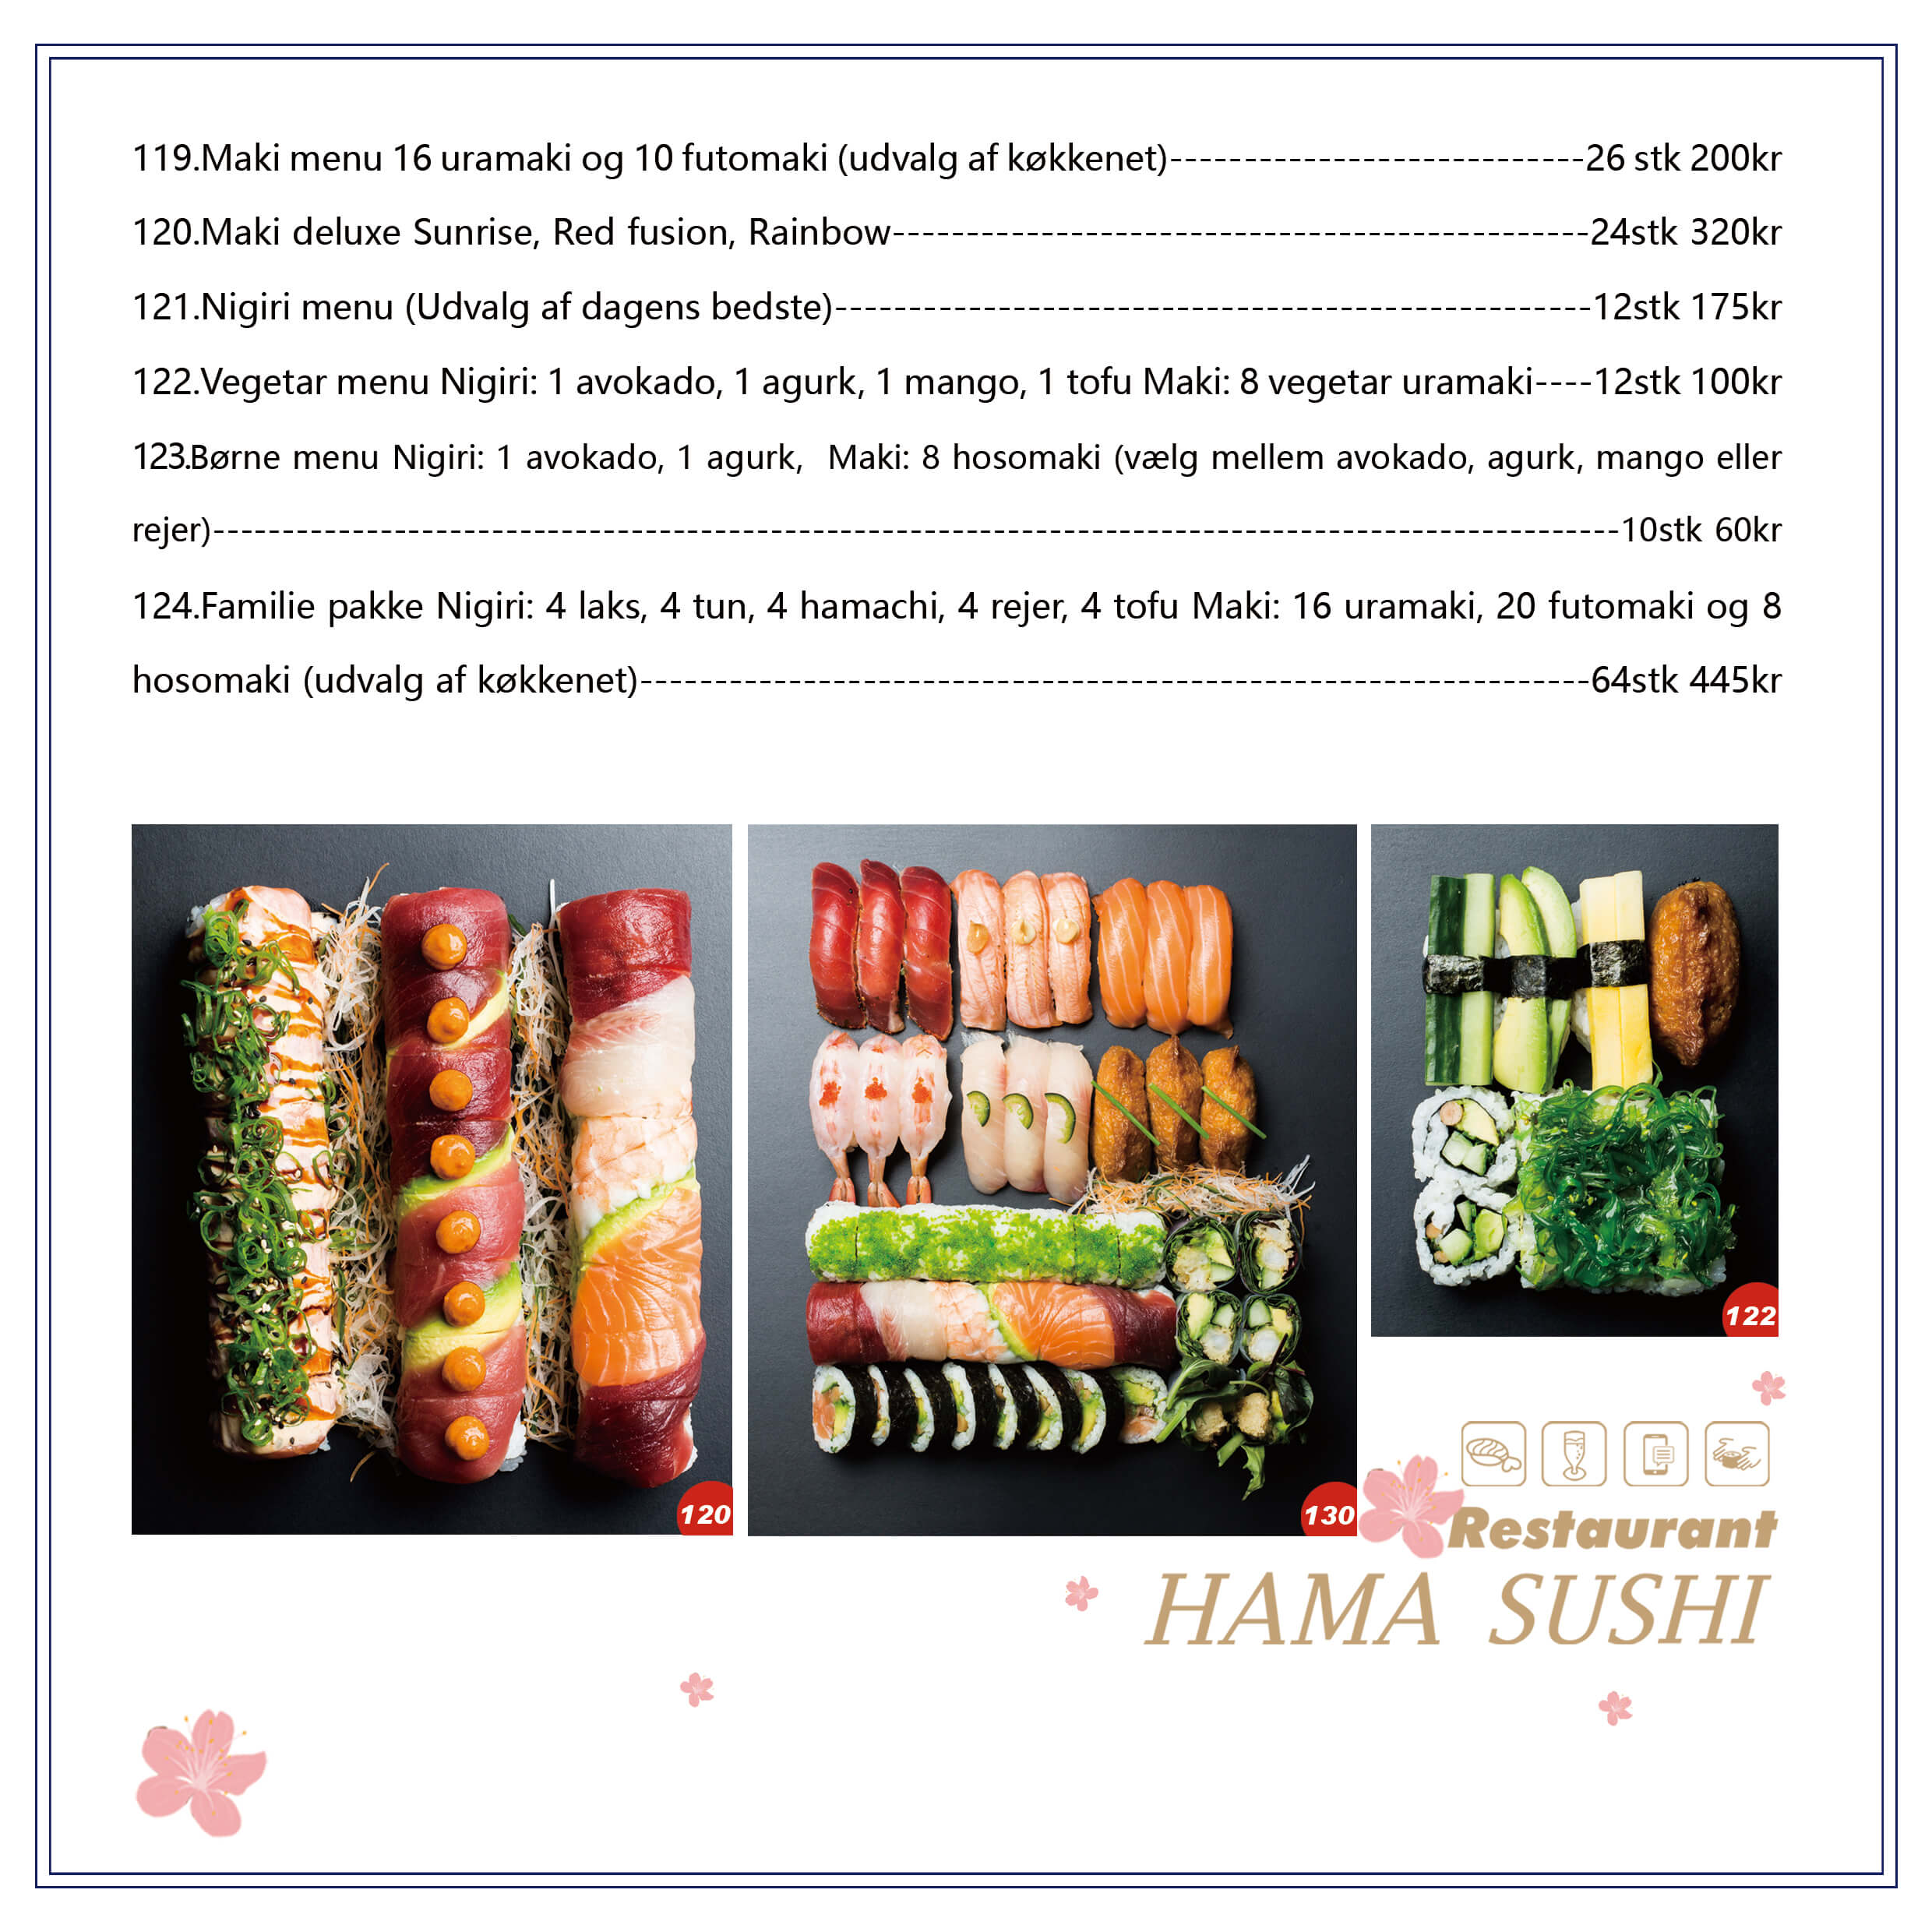 119.Maki menu 16 uramaki og 10 futomaki (udvalg af køkkenet)----------------------------26 stk 200kr
120.Maki deluxe Sunrise, Red fusion, Rainbow-----------------------------------------------24stk 320kr
121.Nigiri menu (Udvalg af dagens bedste)---------------------------------------------------12stk 175kr
122.Vegetar menu Nigiri: 1 avokado, 1 agurk, 1 mango, 1 tofu Maki: 8 vegetar uramaki----12stk 100kr
123.Børne menu Nigiri: 1 avokado, 1 agurk,  Maki: 8 hosomaki (vælg mellem avokado, agurk, mango eller
rejer)------------------------------------------------------------------------------------------------10stk 60kr
124.Familie pakke Nigiri: 4 laks, 4 tun, 4 hamachi, 4 rejer, 4 tofu Maki: 16 uramaki, 20 futomaki og 8
hosomaki (udvalg af køkkenet)----------------------------------------------------------------64stk 445kr
122
120
130
Restaurant
HAMA SUSHI